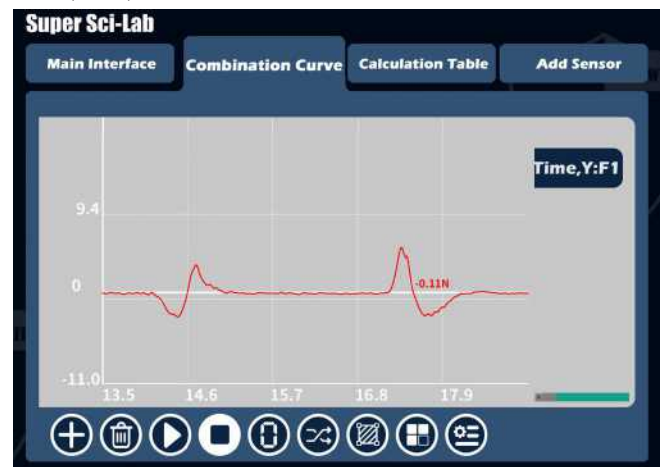 Super Sci-Lab
Main Interface
Combination Curve
Calculation Table
Add Sensor
Time,Y:F1
9.4
-0.11N
0
-11.0
13.5
14.6
15.7
16.8
17.9